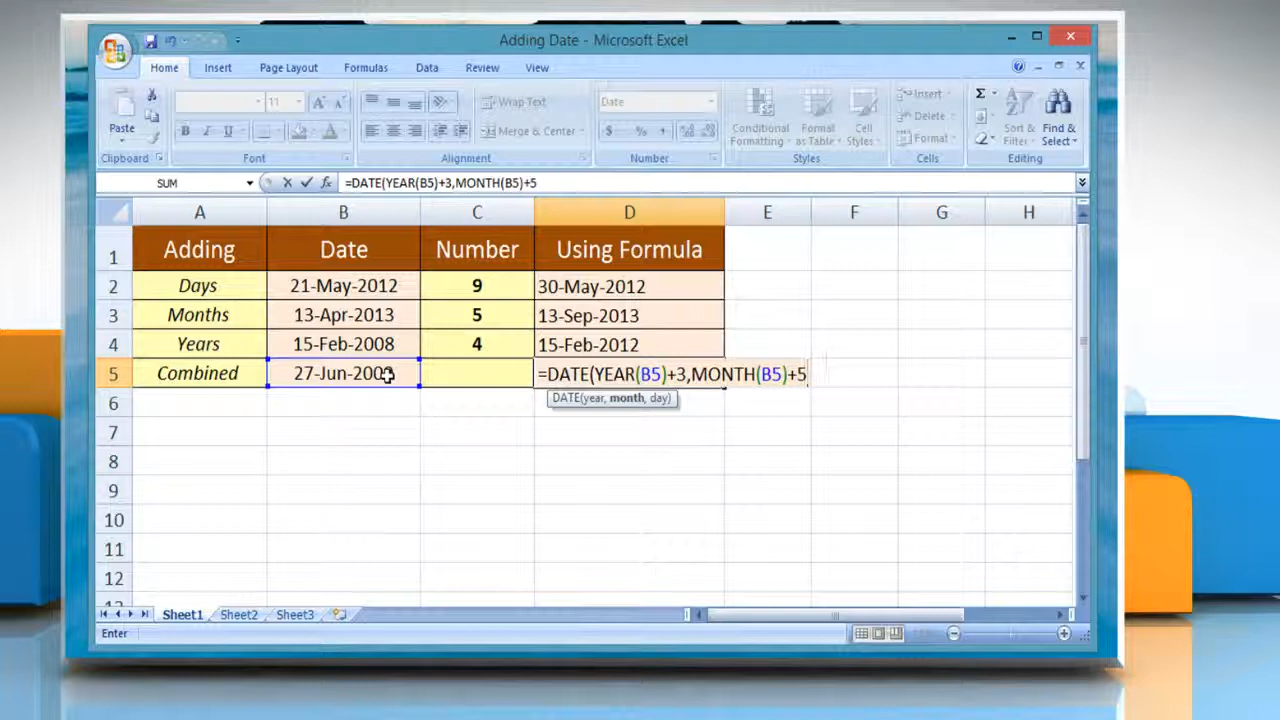 Adding Date - Microsoft Excel
Home Insert Page Layout Formulas Data Review View
Paste
11
Wrap Text
Merge & Center
Date
Conditional Formatting
Format as Table
Cell Styles
Insert
Delete
Format
Sort & Filter
Find & Select
Clipboard Font Alignment Number Styles Cells Editing
SUM =DATE(YEAR(B5)+3,MONTH(B5)+5
A B C D E F G H
1 Adding Date Number Using Formula
2 Days 21-May-2012 9 30-May-2012
3 Months 13-Apr-2013 5 13-Sep-2013
4 Years 15-Feb-2008 4 15-Feb-2012
5 Combined =DATE(YEAR(B5)+3,MONTH(B5)+5
DATE(year, month, day)
6
7
8
9
10
11
12
Sheet1 Sheet2 Sheet3
Enter